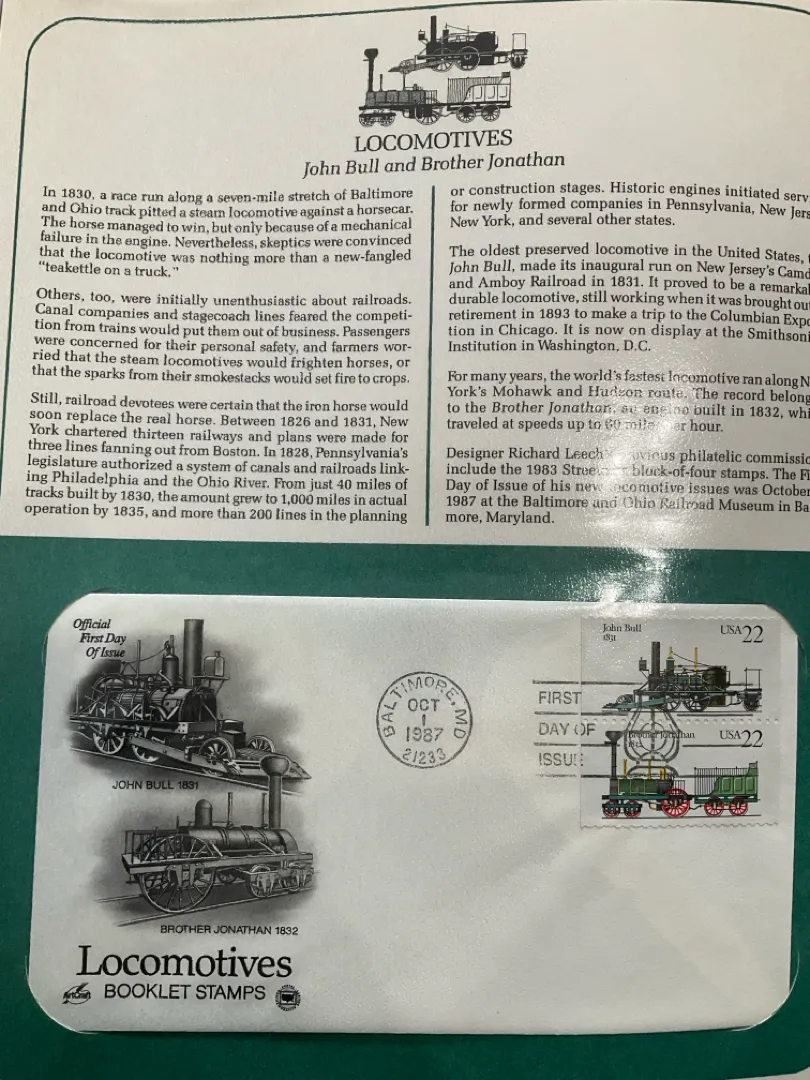 LOCOMOTIVES
John Bull and Brother Jonathan
In 1830, a race run along a seven-mile stretch of Baltimore
and Ohio track pitted a steam locomotive against a horsecar.
The horse managed to win, but only because of a mechanical
failure in the engine. Nevertheless, skeptics were convinced
that the locomotive was nothing more than a new-fangled
“teakettle on a truck.”
Others, too, were initially unenthusiastic about railroads.
Canal companies and stagecoach lines feared the competi-
tion from trains would put them out of business. Passengers
were concerned for their personal safety, and farmers wor-
ried that the steam locomotives would frighten horses, or
that the sparks from their smokestacks would set fire to crops.
Still, railroad devotees were certain that the iron horse would
soon replace the real horse. Between 1826 and 1831, New
York chartered thirteen railways and plans were made for
three lines fanning out from Boston. In 1828, Pennsylvania's
legislature authorized a system of canals and railroads link-
ing Philadelphia and the Ohio River. From just 40 miles of
tracks built by 1830, the amount grew to 1,000 miles in actual
operation by 1835, and more than 200 lines in the planning
or construction stages. Historic engines initiated serv
for newly formed companies in Pennsylvania, New Jers
New York, and several other states.
The oldest preserved locomotive in the United States,
John Bull, made its inaugural run on New Jersey's Camd
and Amboy Railroad in 1831. It proved to be a remarkal
durable locomotive, still working when it was brought out
retirement in 1893 to make a trip to the Columbian Expo
tion in Chicago. It is now on display at the Smithsoni
Institution in Washington, D.C.
For many years, the world's fastest locomotive ran along N
York's Mohawk and Hudson route. The record belong
to the Brother Jonathan, an engine built in 1832, whi
traveled at speeds up to 60 miles per hour.
Designer Richard Leech's previous philatelic commissio
include the 1983 Streetcar block-of-four stamps. The Fi
Day of Issue of his new locomotive issues was October
1987 at the Baltimore and Ohio Railroad Museum in Ba
more, Maryland.
Official
First Day
Of Issue
JOHN BULL 1831
BROTHER JONATHAN 1832
Locomotives
ArtCraft BOOKLET STAMPS
BALTIMORE, MD
OCT
1
1987
21233
FIRST
DAY OF
ISSUE
John Bull
1831
USA22
Brother Jonathan
1832
USA22